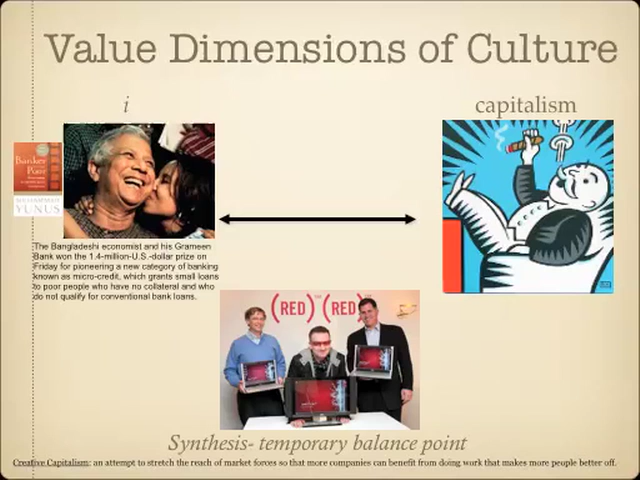 Value Dimensions of Culture
i
capitalism
Banker
Poor
MUHAMMAD
YUNUS
The Bangladeshi economist and his Grameen
Bank won the 1.4-million-U.S.-dollar prize on
Friday for pioneering a new category of banking
known as micro-credit, which grants small loans
to poor people who have no collateral and who
do not qualify for conventional bank loans.
(RED)™ (RED)
Synthesis- temporary balance point
Creative Capitalism: an attempt to stretch the reach of market forces so that more companies can benefit from doing work that makes more people better off.